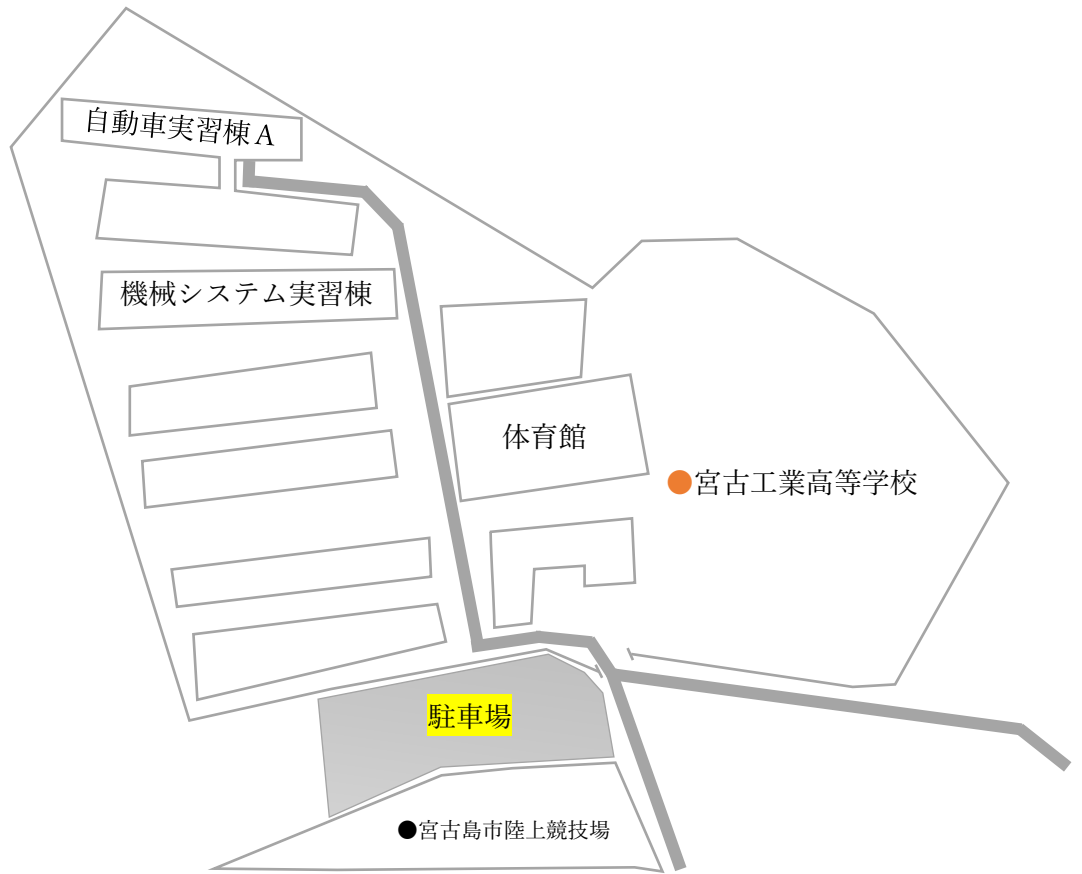 自動車実習棟A
機械システム実習棟
体育館
宮古工業高等学校
駐車場
宮古島市陸上競技場